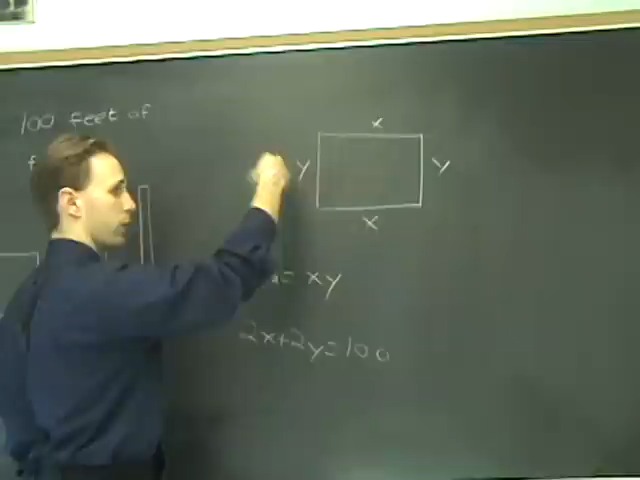 100 feet of
x
y
y
x
= xy
2x+2y=100